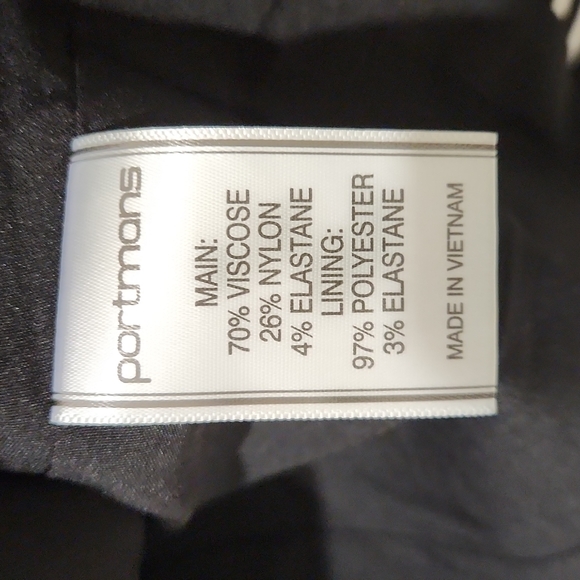 portmans
MAIN:
70% VISCOSE
26% NYLON
4% ELASTANE
LINING:
97% POLYESTER
3% ELASTANE
MADE IN VIETNAM